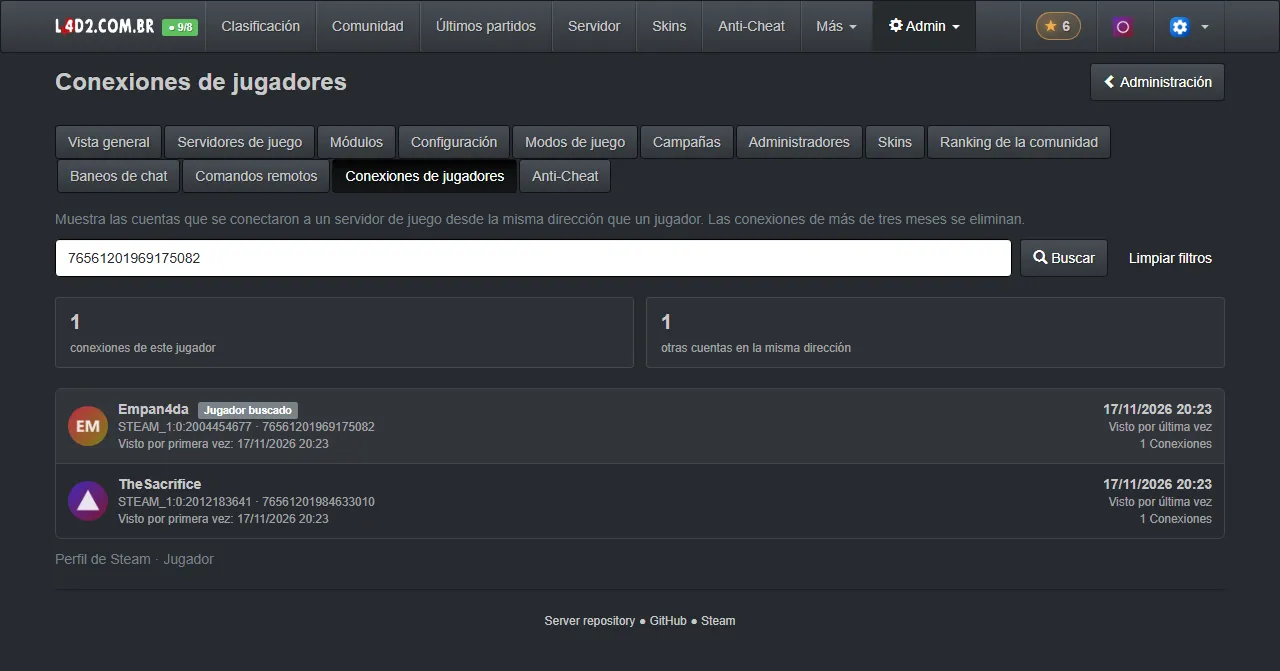 L4D2.COM.BR 9/8 Clasificación Comunidad Últimos partidos Servidor Skins Anti-Cheat Más Admin 6
Conexiones de jugadores
Administración
Vista general Servidores de juego Módulos Configuración Modos de juego Campañas Administradores Skins Ranking de la comunidad
Baneos de chat Comandos remotos Conexiones de jugadores Anti-Cheat
Muestra las cuentas que se conectaron a un servidor de juego desde la misma dirección que un jugador. Las conexiones de más de tres meses se eliminan.
76561201969175082 Buscar Limpiar filtros
1
conexiones de este jugador
1
otras cuentas en la misma dirección
EM
Empan4da Jugador buscado
STEAM_1:0:2004454677 · 76561201969175082
Visto por primera vez: 17/11/2026 20:23
17/11/2026 20:23
Visto por última vez
1 Conexiones
TheSacrifice
STEAM_1:0:2012183641 · 76561201984633010
Visto por primera vez: 17/11/2026 20:23
17/11/2026 20:23
Visto por última vez
1 Conexiones
Perfil de Steam · Jugador
Server repository ● GitHub ● Steam